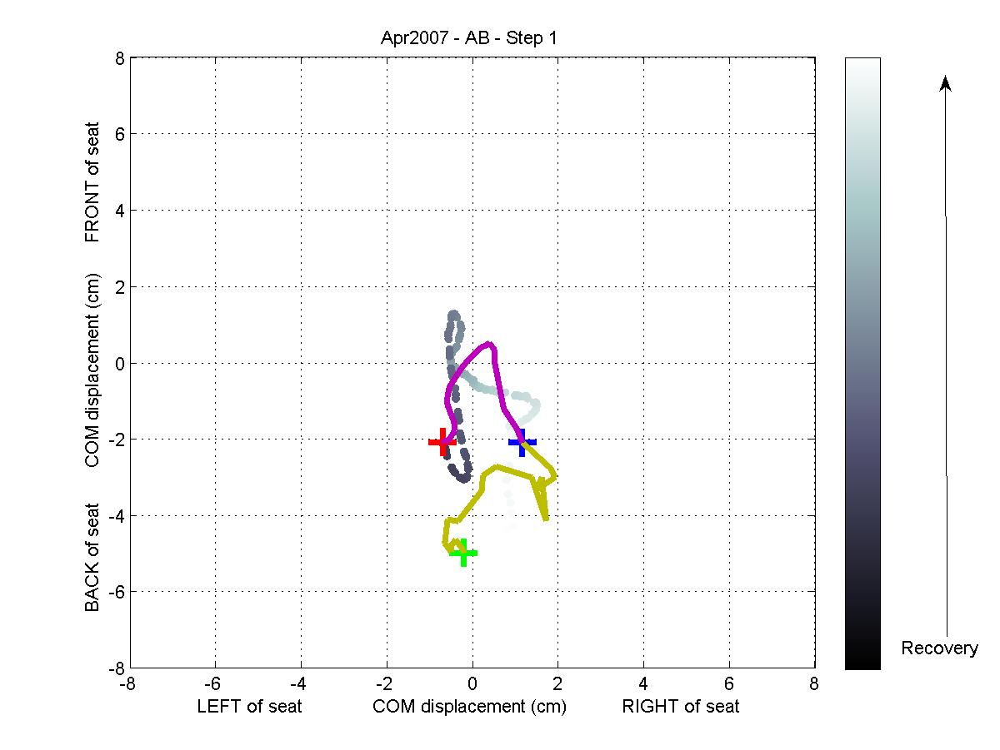 Apr2007 - AB - Step 1
8
6
4
2
0
-2
-4
-6
-8
FRONT of seat
COM displacement (cm)
BACK of seat
-8
-6
-4
-2
0
2
4
6
8
LEFT of seat
COM displacement (cm)
RIGHT of seat
Recovery